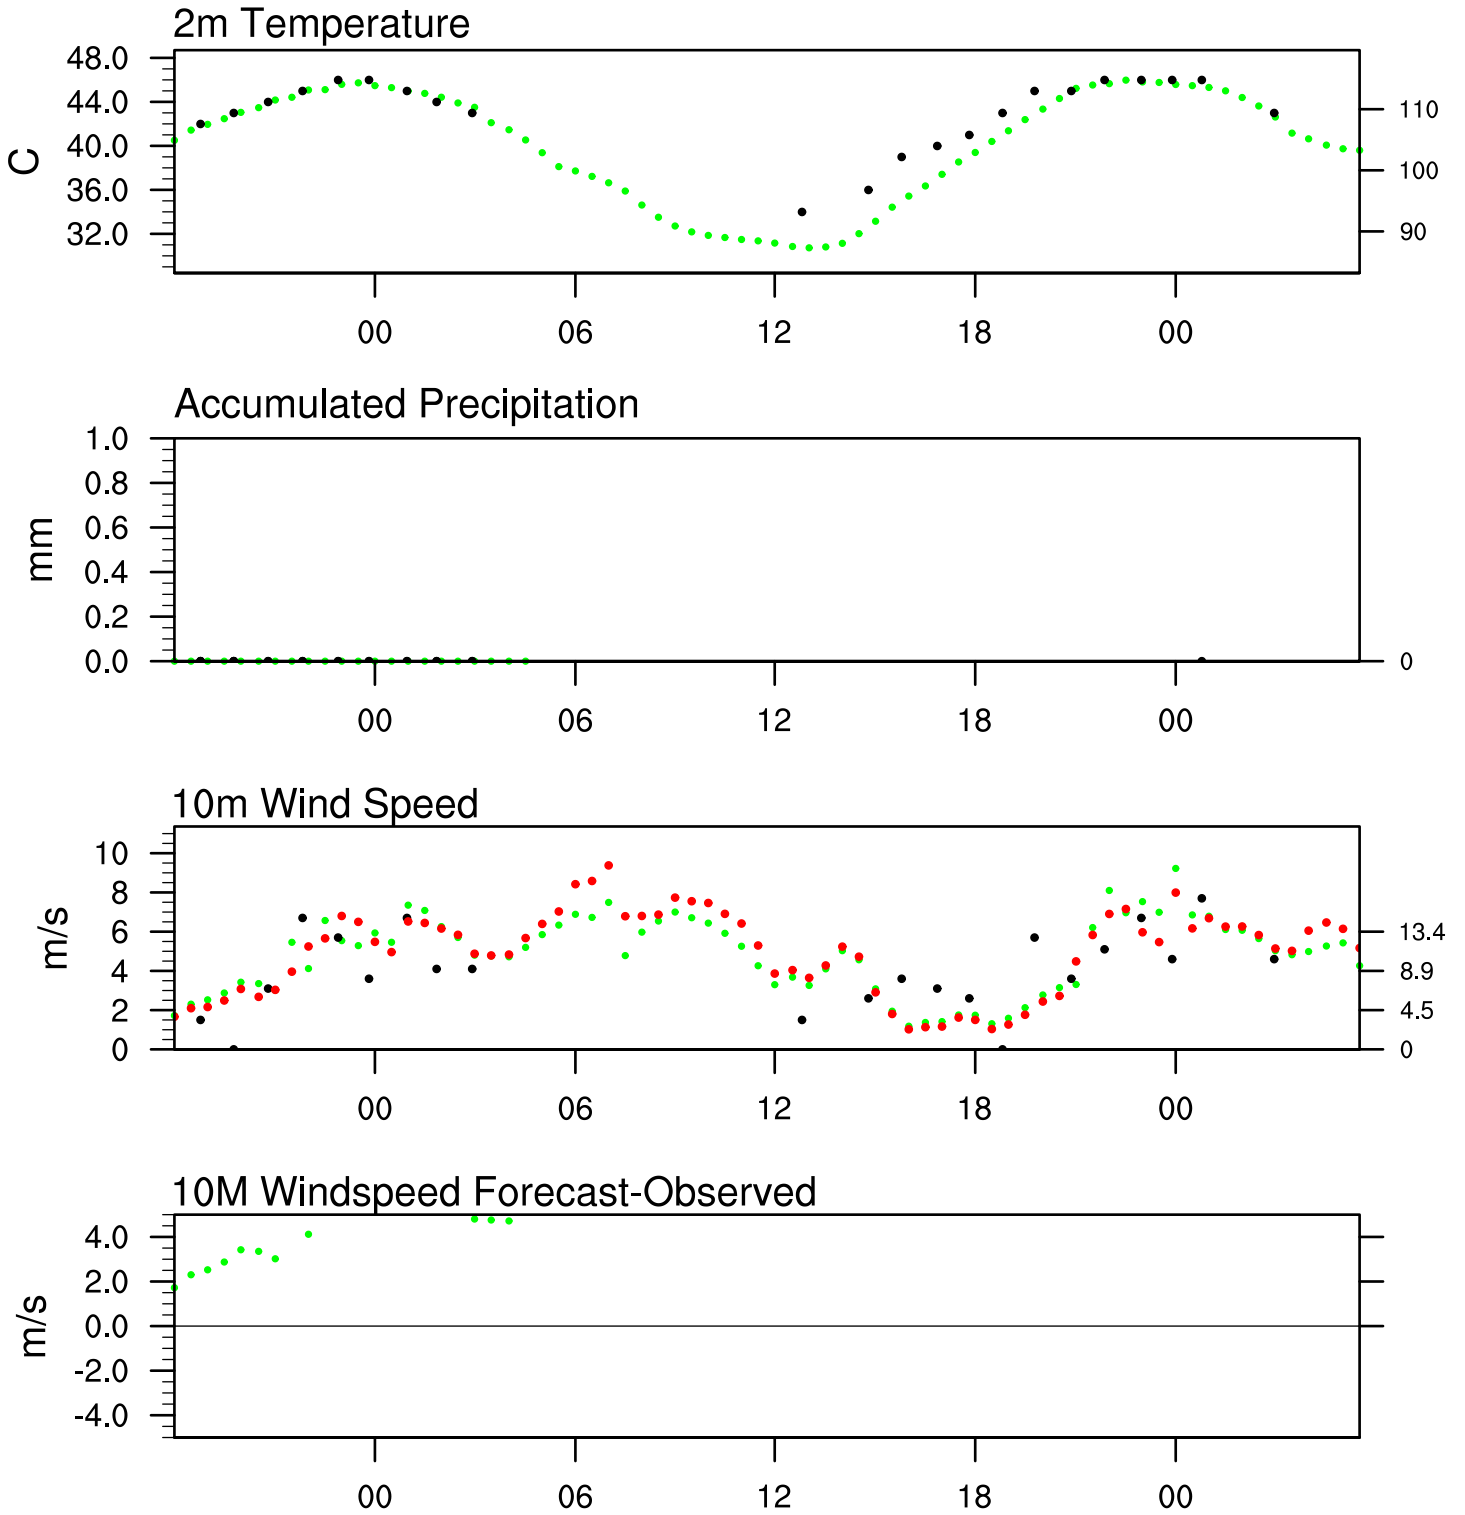 2m Temperature
48.0
44.0
40.0
36.0
32.0
C
110
100
90
00 06 12 18 00
Accumulated Precipitation
1.0
0.8
0.6
0.4
0.2
0.0
mm
0
00 06 12 18 00
10m Wind Speed
10
8
6
4
2
0
m/s
13.4
8.9
4.5
0
00 06 12 18 00
10M Windspeed Forecast-Observed
4.0
2.0
0.0
-2.0
-4.0
m/s
00 06 12 18 00